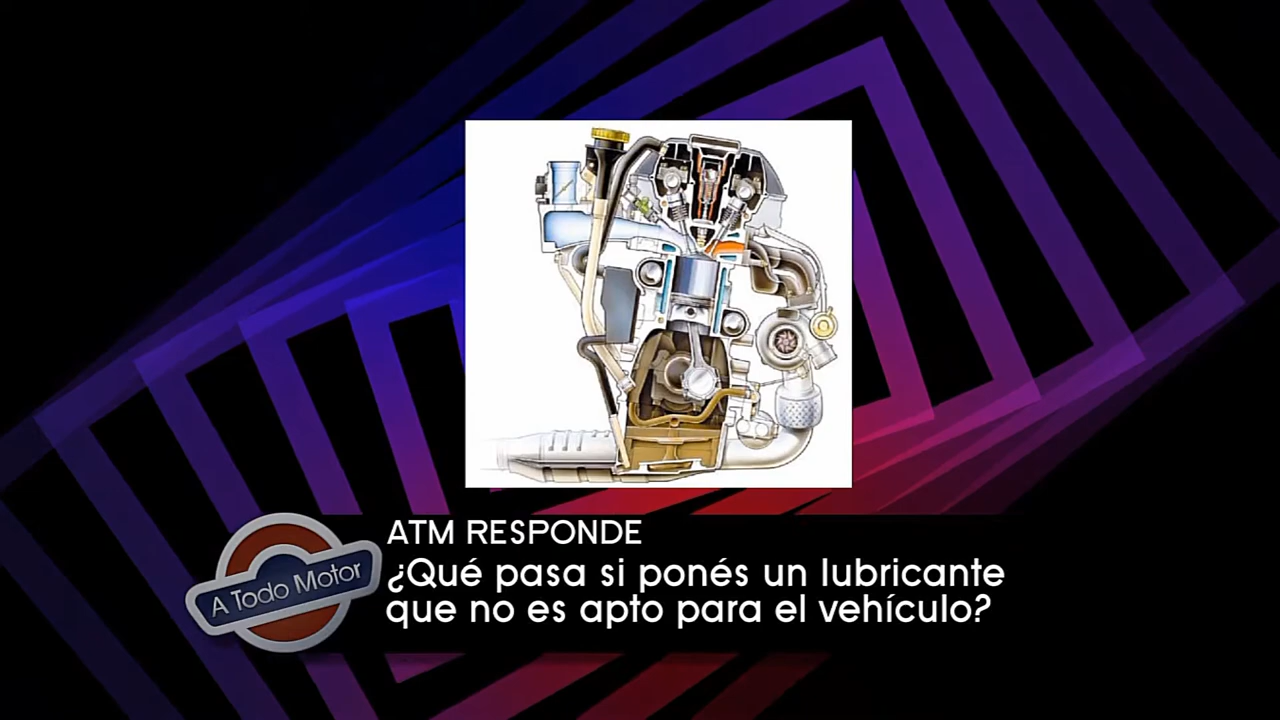 ATM RESPONDE
¿Qué pasa si ponés un lubricante
que no es apto para el vehículo?
A Todo Motor